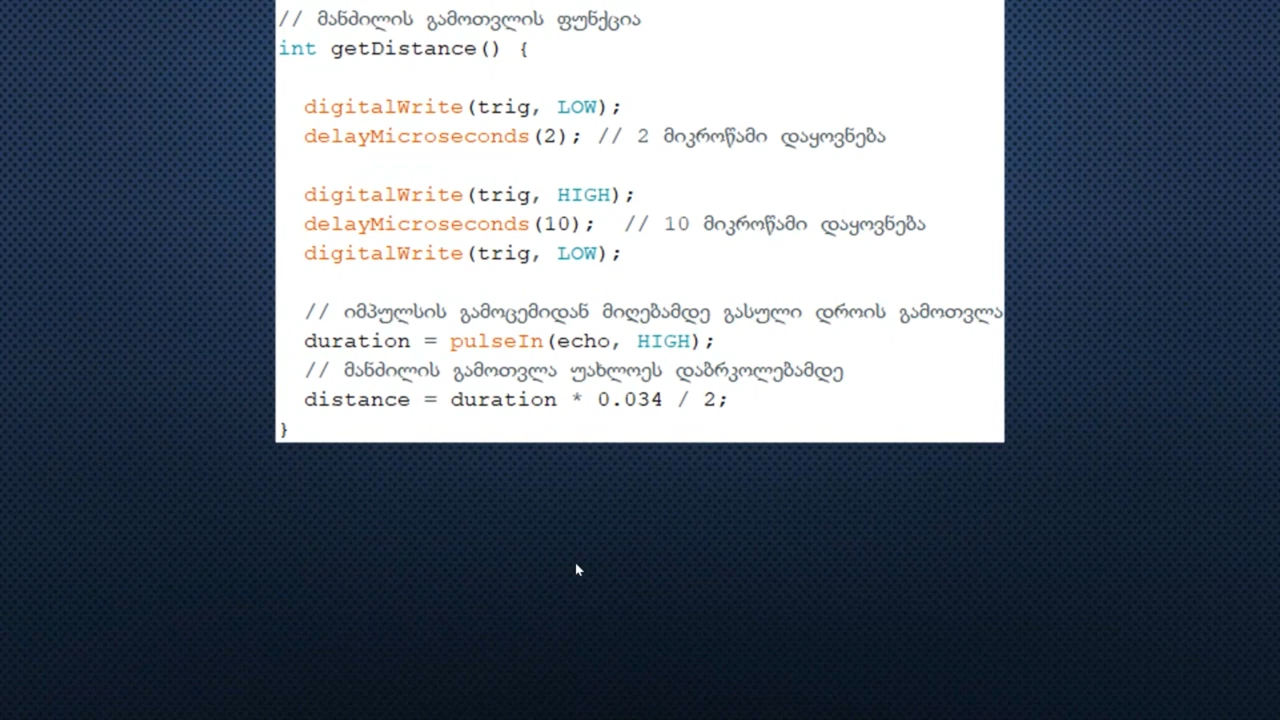 // მანძილის გამოთვლის ფუნქცია
int getDistance() {
digitalWrite(trig, LOW);
delayMicroseconds(2); // 2 მიკროწამი დაყოვნება
digitalWrite(trig, HIGH);
delayMicroseconds(10); // 10 მიკროწამი დაყოვნება
digitalWrite(trig, LOW);
// იმპულსის გამოცემიდან მიღებამდე გასული დროის გამოთვლა
duration = pulseIn(echo, HIGH);
// მანძილის გამოთვლა უახლოეს დაბრკოლებამდე
distance = duration * 0.034 / 2;
}